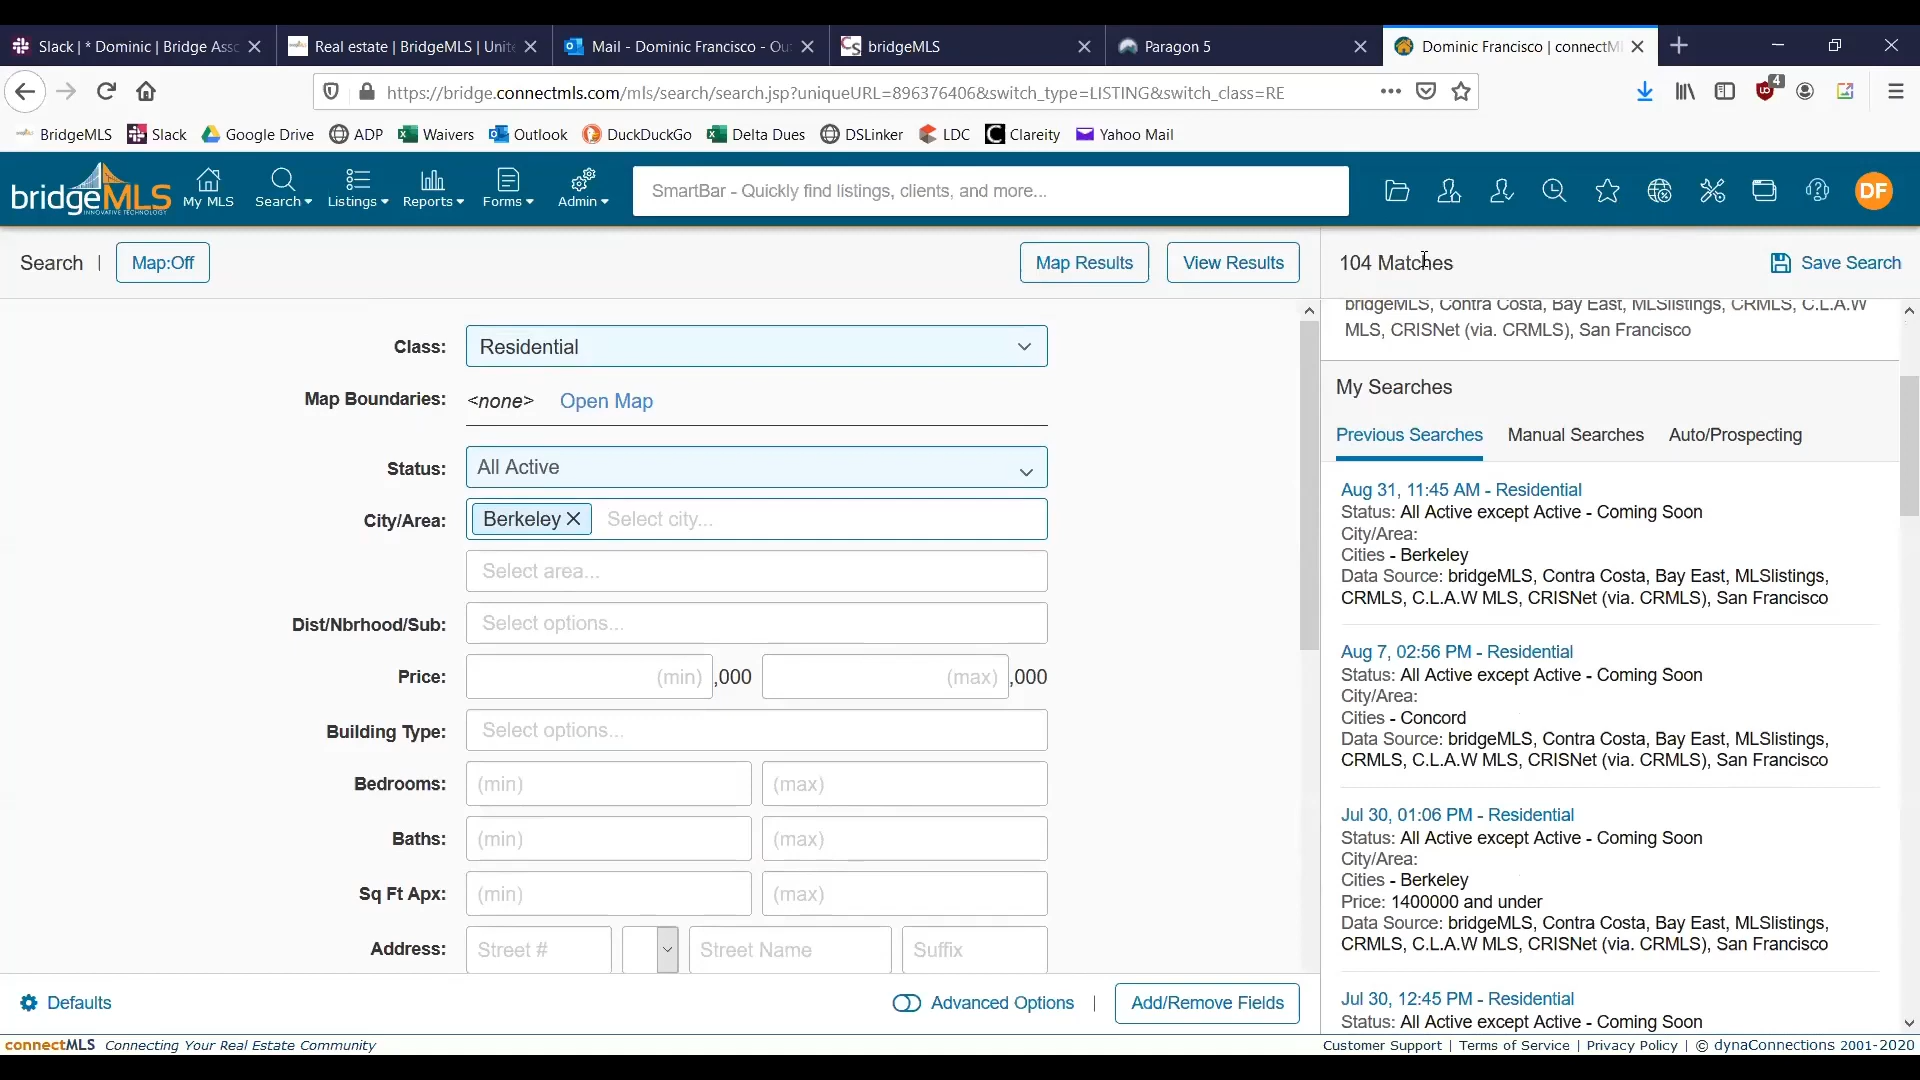 Slack | * Dominic | Bridge Asso
Real estate | BridgeMLS | Unite
Mail - Dominic Francisco - Ou
bridgeMLS
Paragon 5
Dominic Francisco | connectM
https://bridge.connectmls.com/mls/search/search.jsp?uniqueURL=896376406&switch_type=LISTING&switch_class=RE
4
BridgeMLS Slack Google Drive ADP Waivers Outlook DuckDuckGo Delta Dues DSLinker LDC Clareity Yahoo Mail
bridgeMLS
INNOVATIVE TECHNOLOGY
My MLS Search Listings Reports Forms Admin
SmartBar - Quickly find listings, clients, and more...
DF
Search | Map:Off Map Results View Results
104 Matches Save Search
Class: Residential
Map Boundaries: <none> Open Map
Status: All Active
City/Area: Berkeley Select city...
Select area...
Dist/Nbrhood/Sub: Select options...
Price: (min) ,000 (max) ,000
Building Type: Select options...
Bedrooms: (min) (max)
Baths: (min) (max)
Sq Ft Apx: (min) (max)
Address: Street # Street Name Suffix
Defaults Advanced Options | Add/Remove Fields
bridgeMLS, Contra Costa, Bay East, MLSlistings, CRMLS, C.L.A.W
MLS, CRISNet (via. CRMLS), San Francisco
My Searches
Previous Searches Manual Searches Auto/Prospecting
Aug 31, 11:45 AM - Residential
Status: All Active except Active - Coming Soon
City/Area:
Cities - Berkeley
Data Source: bridgeMLS, Contra Costa, Bay East, MLSlistings,
CRMLS, C.L.A.W MLS, CRISNet (via. CRMLS), San Francisco
Aug 7, 02:56 PM - Residential
Status: All Active except Active - Coming Soon
City/Area:
Cities - Concord
Data Source: bridgeMLS, Contra Costa, Bay East, MLSlistings,
CRMLS, C.L.A.W MLS, CRISNet (via. CRMLS), San Francisco
Jul 30, 01:06 PM - Residential
Status: All Active except Active - Coming Soon
City/Area:
Cities - Berkeley
Price: 1400000 and under
Data Source: bridgeMLS, Contra Costa, Bay East, MLSlistings,
CRMLS, C.L.A.W MLS, CRISNet (via. CRMLS), San Francisco
Jul 30, 12:45 PM - Residential
Status: All Active except Active - Coming Soon
connectMLS Connecting Your Real Estate Community
Customer Support | Terms of Service | Privacy Policy | © dynaConnections 2001-2020